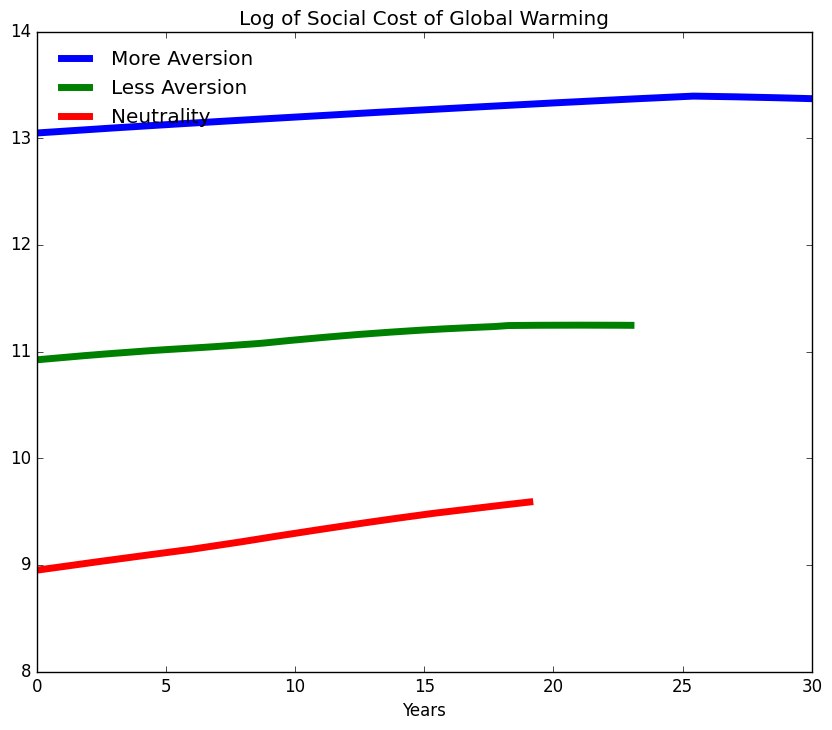 Log of Social Cost of Global Warming
14
More Aversion
Less Aversion
Neutrality
13
12
11
10
9
8
0 5 10 15 20 25 30
Years